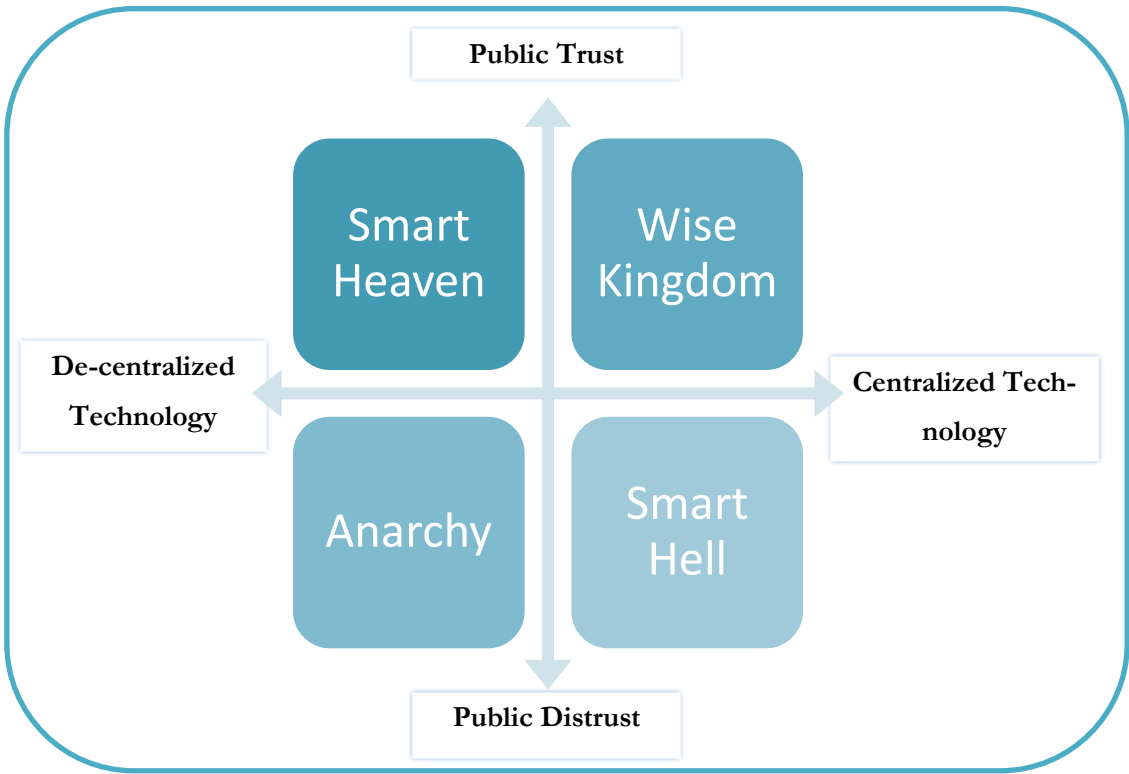 Public Trust
Smart
Heaven
Wise
Kingdom
De-centralized
Technology
Centralized Tech-
nology
Anarchy
Smart
Hell
Public Distrust